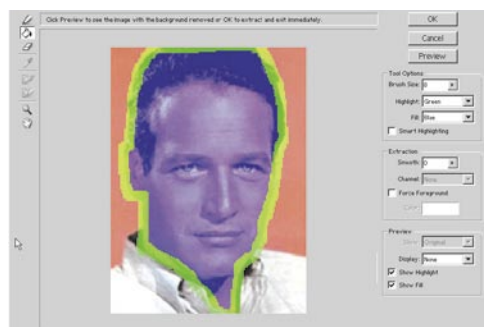 Click Preview to see the image with the background removed or OK to extract and exit immediately.
OK
Cancel
Preview
Tool Options
Brush Size: 8
Highlight: Green
Fill: Blue
Smart Highlighting
Extraction
Smooth: 0
Channel: None
Force Foreground
Color:
Preview
Show: Original
Display: None
Show Highlight
Show Fill